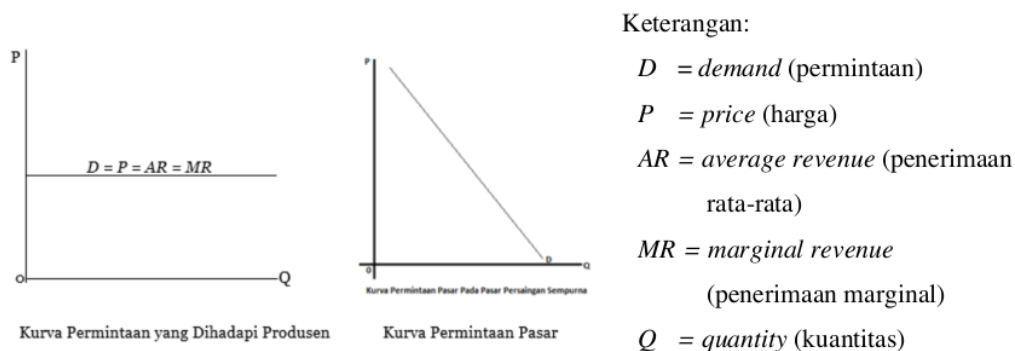 P
D = P = AR = MR
O
Q
Kurva Permintaan yang Dihadapi Produsen
P
D
0
Q
Kurva Permintaan Pasar Pada Pasar Persaingan Sempurna
Kurva Permintaan Pasar
Keterangan:
D = demand (permintaan)
P = price (harga)
AR = average revenue (penerimaan
rata-rata)
MR = marginal revenue
(penerimaan marginal)
Q = quantity (kuantitas)